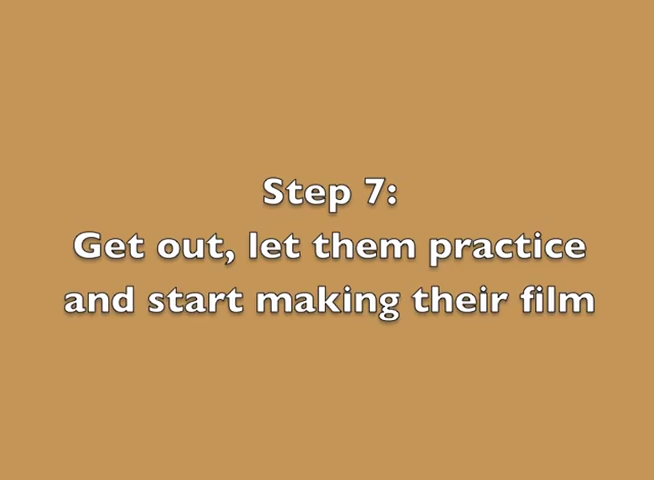 Step 7:
Get out, let them practice
and start making their film